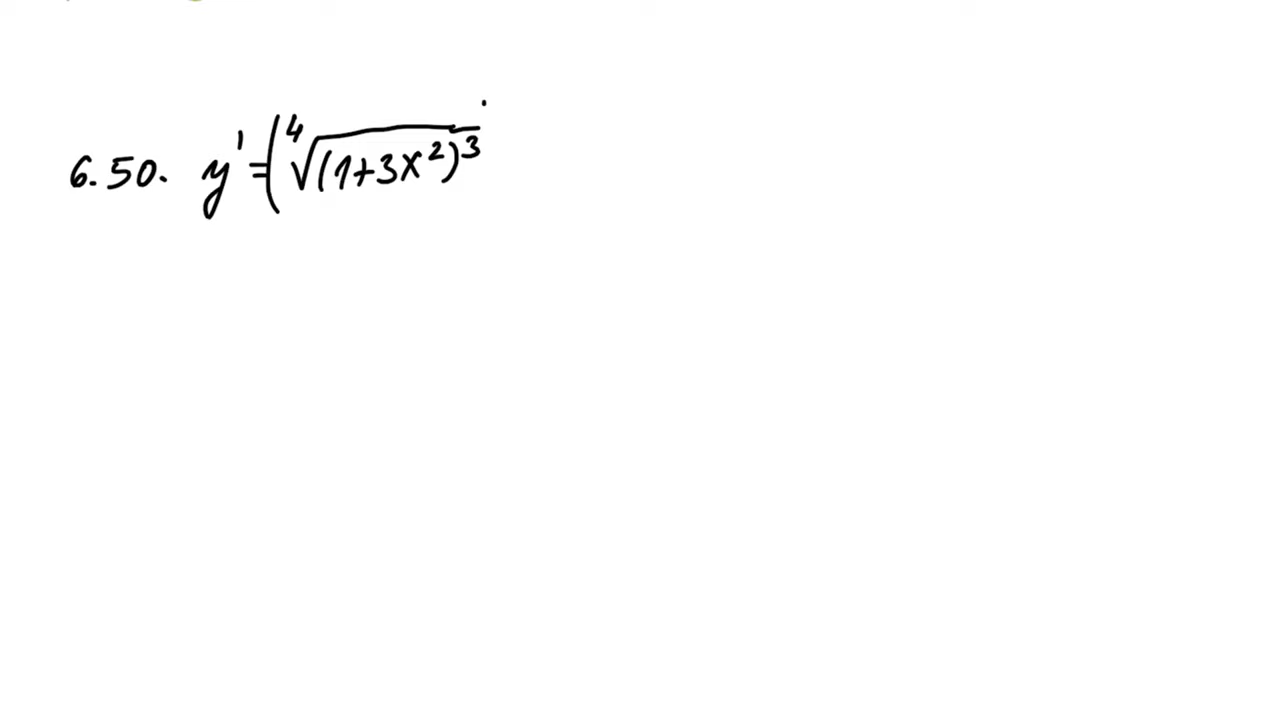 6.50. y' = (⁴√(1+3x²)³